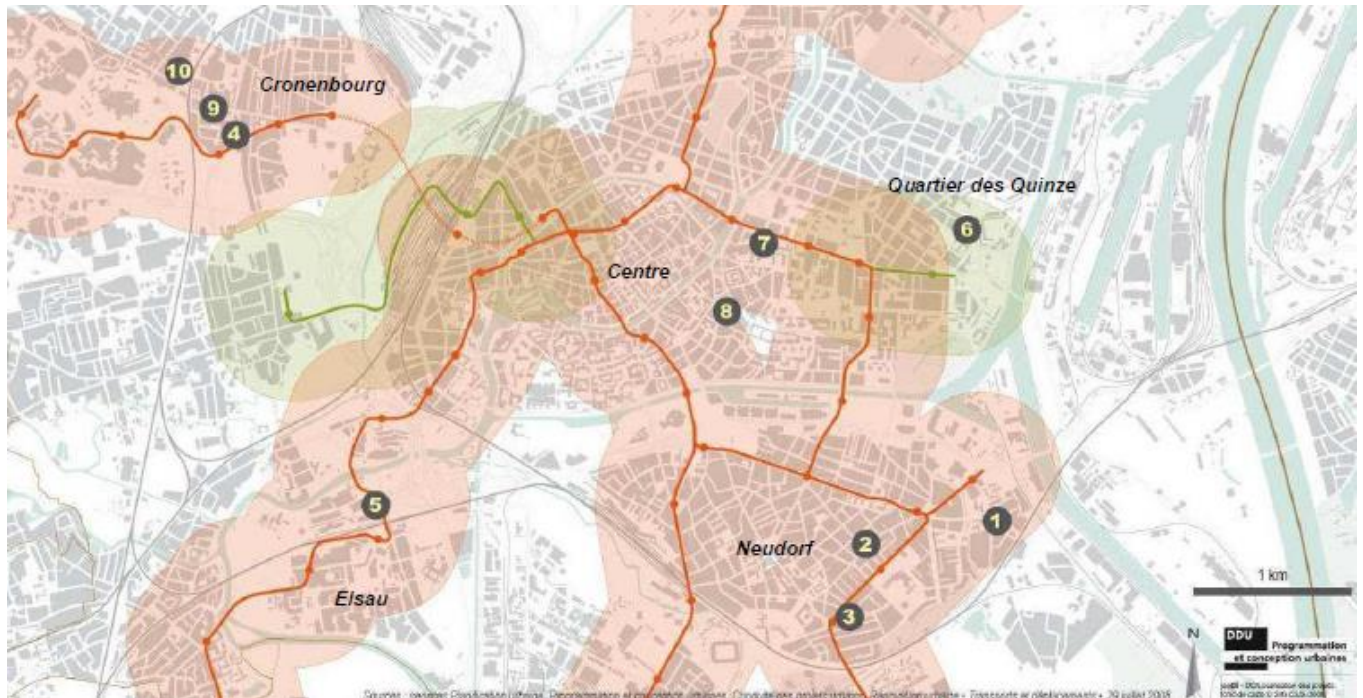 10
Cronenbourg
9
4
Quartier des Quinze
6
7
Centre
8
5
1
2
Neudorf
1 km
Elsau
3
N
DDU
Programmation
et conception urbaines